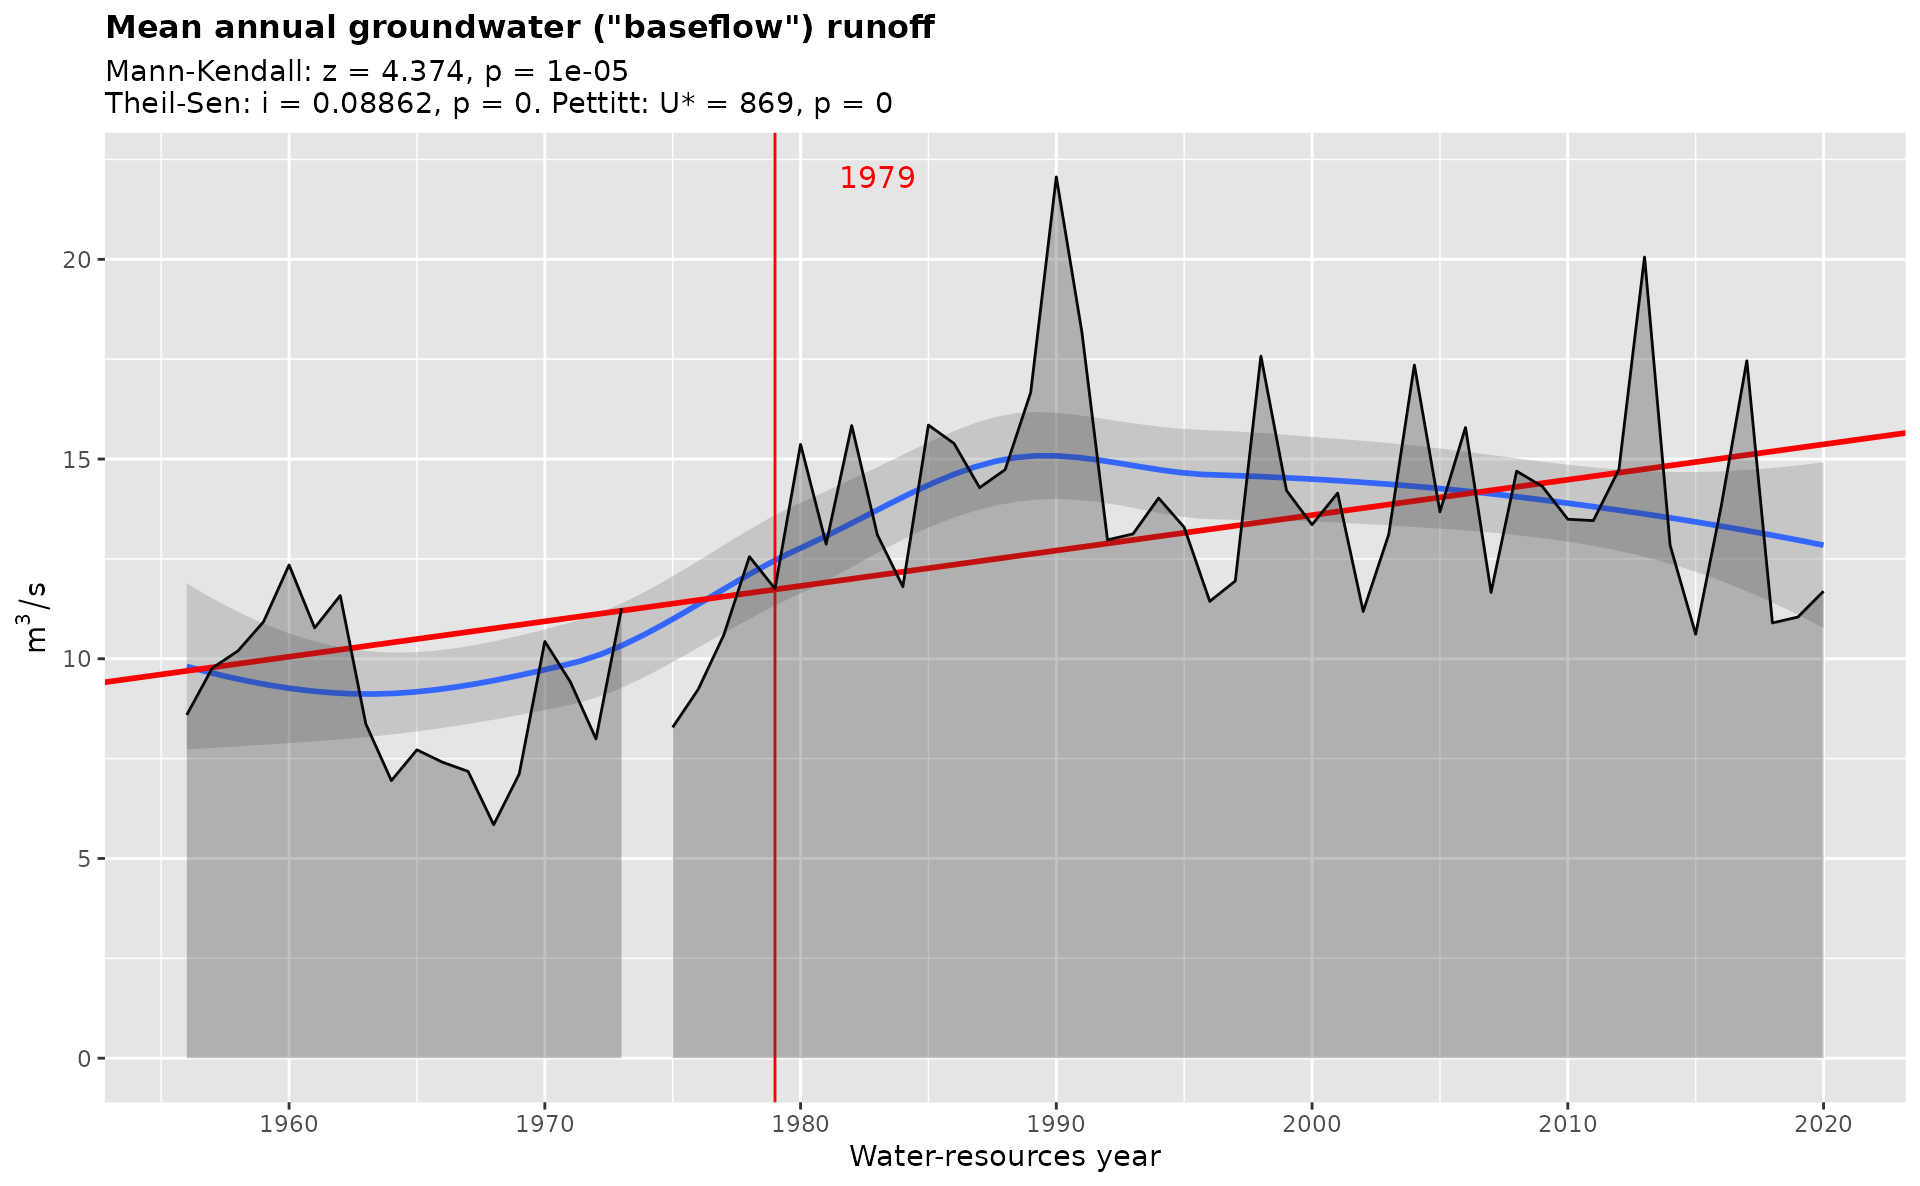 Mean annual groundwater ("baseflow") runoff
Mann-Kendall: z = 4.374, p = 1e-05
Theil-Sen: i = 0.08862, p = 0. Pettitt: U* = 869, p = 0
1979
20
15
10
5
0
m³/s
1960 1970 1980 1990 2000 2010 2020
Water-resources year